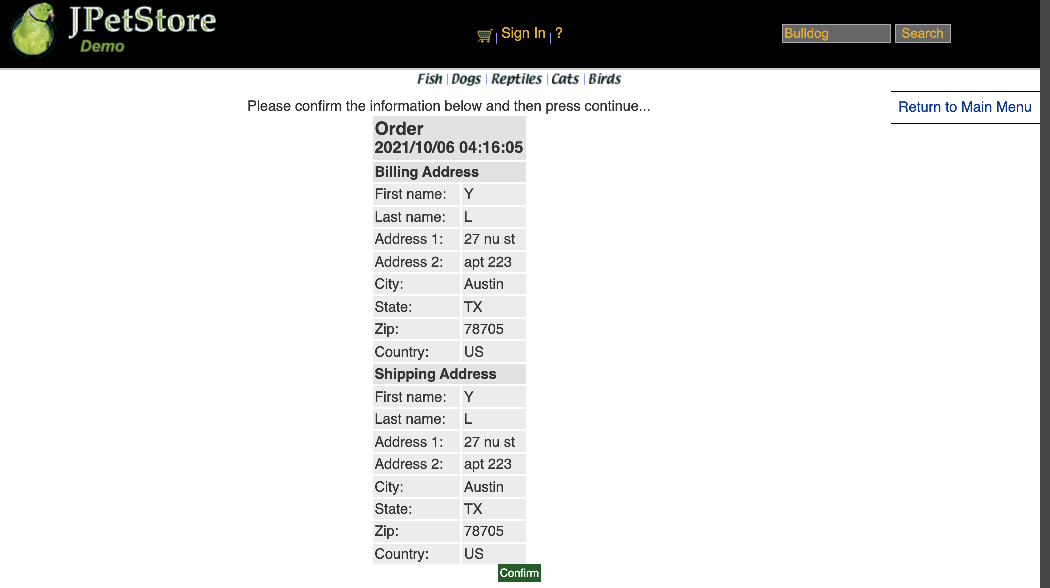 JPetStore
Demo
Sign In ?
Bulldog Search
Fish Dogs Reptiles Cats Birds
Please confirm the information below and then press continue...
Return to Main Menu
Order
2021/10/06 04:16:05
Billing Address
First name: Y
Last name: L
Address 1: 27 nu st
Address 2: apt 223
City: Austin
State: TX
Zip: 78705
Country: US
Shipping Address
First name: Y
Last name: L
Address 1: 27 nu st
Address 2: apt 223
City: Austin
State: TX
Zip: 78705
Country: US
Confirm